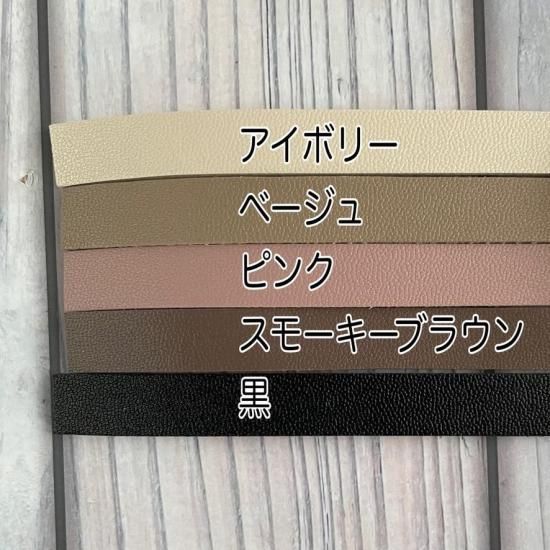 アイボリー
ベージュ
ピンク
スモーキーブラウン
黒